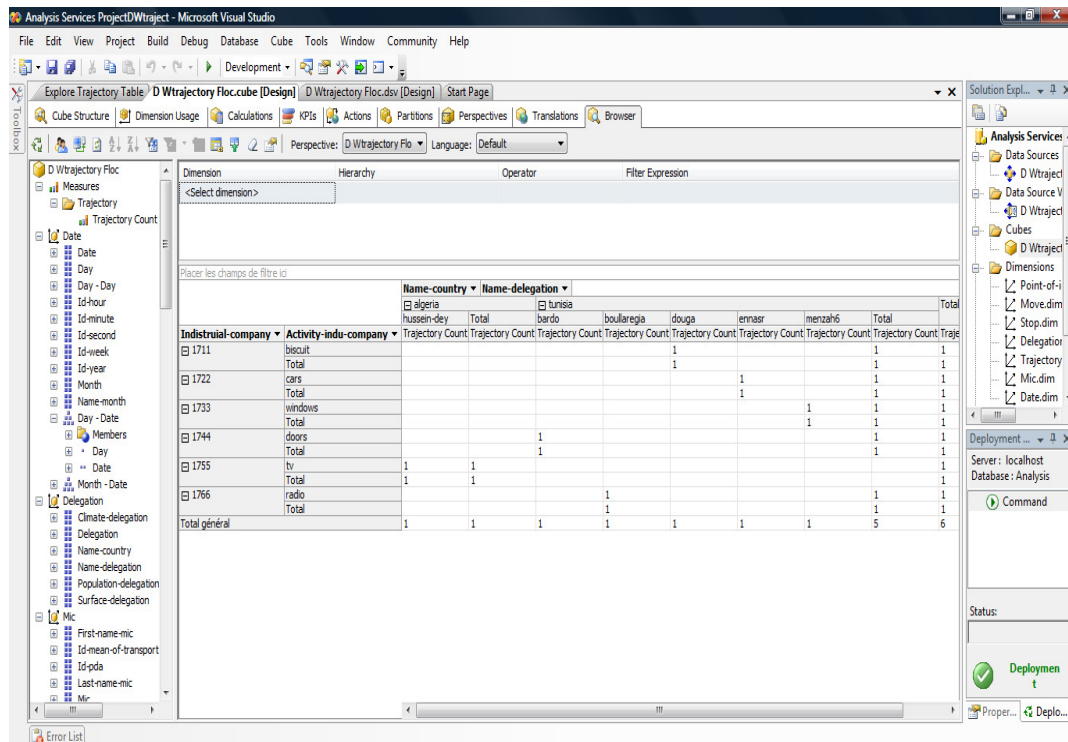 Analysis Services ProjectDWtraject - Microsoft Visual Studio
File Edit View Project Build Debug Database Cube Tools Window Community Help
Development
Explore Trajectory Table D Wtrajectory Floc.cube [Design] D Wtrajectory Floc.dsv [Design] Start Page
Cube Structure Dimension Usage Calculations KPIs Actions Partitions Perspectives Translations Browser
Perspective: D Wtrajectory Flo Language: Default
Toolbox
D Wtrajectory Floc
Measures
Trajectory
Trajectory Count
Date
Date
Day
Day - Day
Id-hour
Id-minute
Id-second
Id-week
Id-year
Month
Name-month
Day - Date
Members
Day
Date
Month - Date
Delegation
Climate-delegation
Delegation
Name-country
Name-delegation
Population-delegation
Surface-delegation
Mic
First-name-mic
Id-mean-of-transport
Id-pda
Last-name-mic
Mic
Dimension Hierarchy Operator Filter Expression
<Select dimension>
Placer les champs de filtre ici
Name-country Name-delegation
algeria tunisia Total
hussein-dey Total bardo boullaregia douga ennasr menzah6 Total
Indistruial-company Activity-indu-company Trajectory Count Trajectory Count Trajectory Count Trajectory Count Trajectory Count Trajectory Count Trajectory Count Trajectory Count Traje
1711 biscuit 1 1 1
Total 1 1 1
1722 cars 1 1 1
Total 1 1 1
1733 windows 1 1 1
Total 1 1 1
1744 doors 1 1 1
Total 1 1 1
1755 tv 1 1 1
Total 1 1 1
1766 radio 1 1 1
Total 1 1 1
Total général 1 1 1 1 1 1 1 5 6
Solution Expl...
Analysis Services
Data Sources
D Wtraject
Data Source V
D Wtraject
Cubes
D Wtraject
Dimensions
Point-of-i
Move.dim
Stop.dim
Delegation
Trajectory
Mic.dim
Date.dim
Deployment ...
Server: localhost
Database: Analysis
Command
Status:
Deploymen
t
Proper... Deplo...
Error List